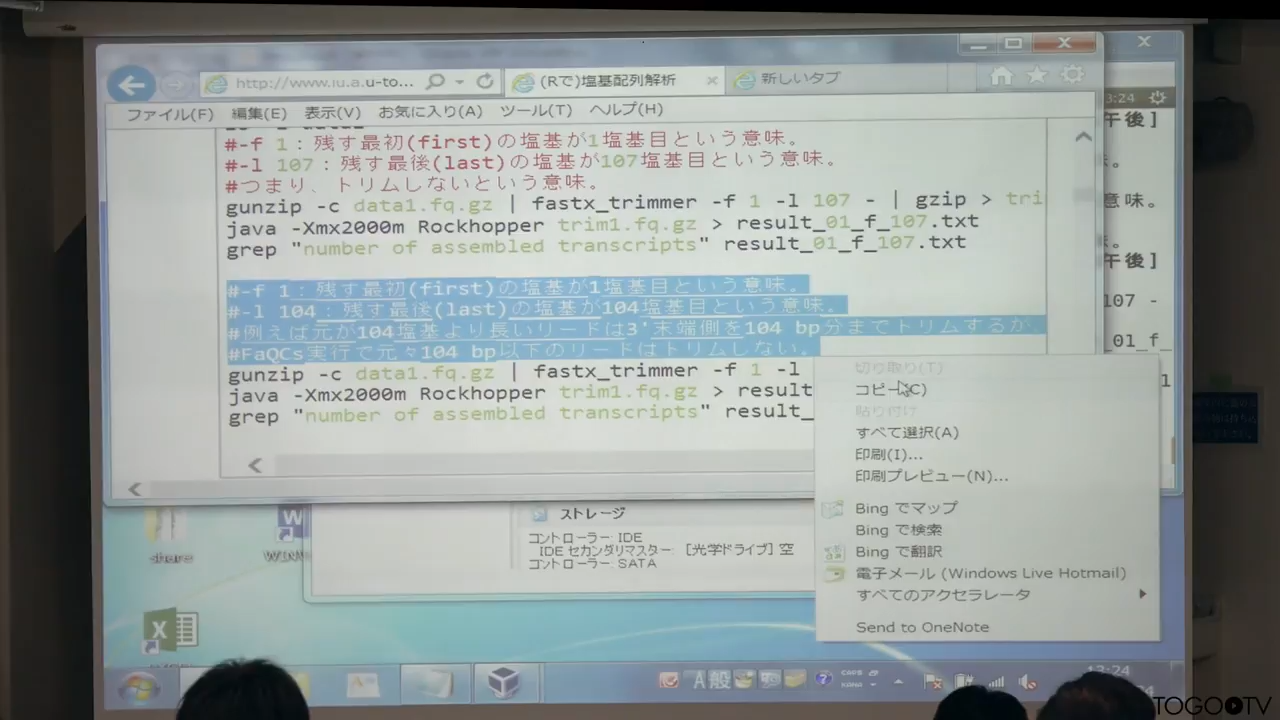 http://www.iu.a.u-to...
(Rで)塩基配列解析
新しいタブ
ファイル(F) 編集(E) 表示(V) お気に入り(A) ツール(T) ヘルプ(H)
3:24
#-f 1：残す最初(first)の塩基が1塩基目という意味。
#-l 107：残す最後(last)の塩基が107塩基目という意味。
#つまり、トリムしないという意味。
gunzip -c data1.fq.gz | fastx_trimmer -f 1 -l 107 - | gzip > tri
java -Xmx2000m Rockhopper trim1.fq.gz > result_01_f_107.txt
grep "number of assembled transcripts" result_01_f_107.txt
#-f 1：残す最初(first)の塩基が1塩基目という意味。
#-l 104：残す最後(last)の塩基が104塩基目という意味。
#例えば元が104塩基より長いリードは3'末端側を104 bp分までトリムするが
#FaQCs実行で元々104 bp以下のリードはトリムしない。
gunzip -c data1.fq.gz | fastx_trimmer -f 1 -l
java -Xmx2000m Rockhopper trim1.fq.gz > result
grep "number of assembled transcripts" result_
午後]
意味。
午後]
107 -
_01_f_
切り取り(T)
コピー(C)
貼り付け
すべて選択(A)
印刷(I)...
印刷プレビュー(N)...
Bing でマップ
Bing で検索
Bing で翻訳
電子メール (Windows Live Hotmail)
すべてのアクセラレータ
Send to OneNote
ストレージ
コントローラー: IDE
IDE セカンダリマスター: [光学ドライブ] 空
コントローラー: SATA
share
A 般
CAPS
KANA
13:24
TOGOTV